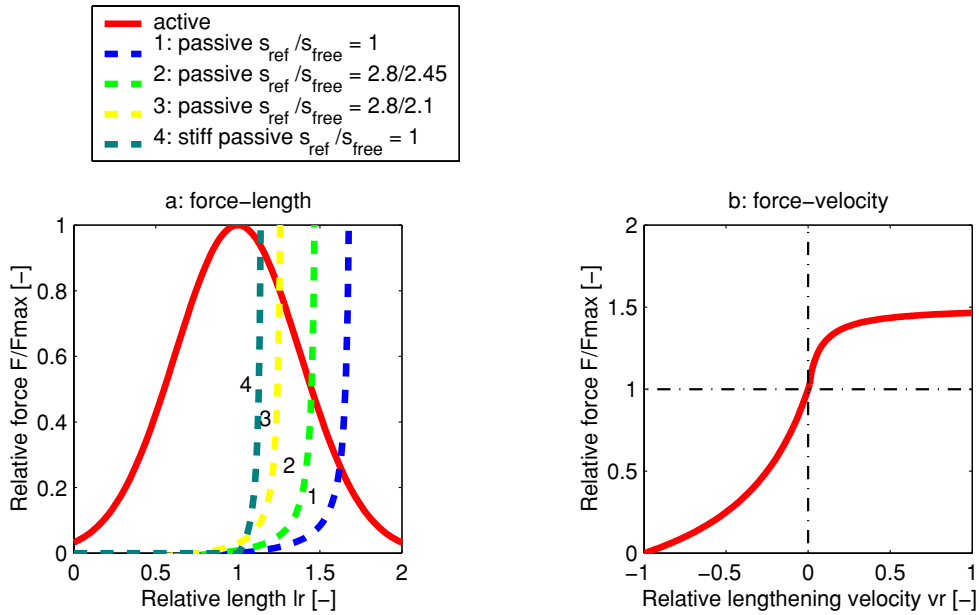 active
1: passive s_ref /s_free = 1
2: passive s_ref /s_free = 2.8/2.45
3: passive s_ref /s_free = 2.8/2.1
4: stiff passive s_ref /s_free = 1
a: force−length
1
0.8
0.6
0.4
0.2
0
Relative force F/Fmax [−]
4
3
2
1
0 0.5 1 1.5 2
Relative length lr [−]
b: force−velocity
2
1.5
1
0.5
0
Relative force F/Fmax [−]
−1 −0.5 0 0.5 1
Relative lengthening velocity vr [−]